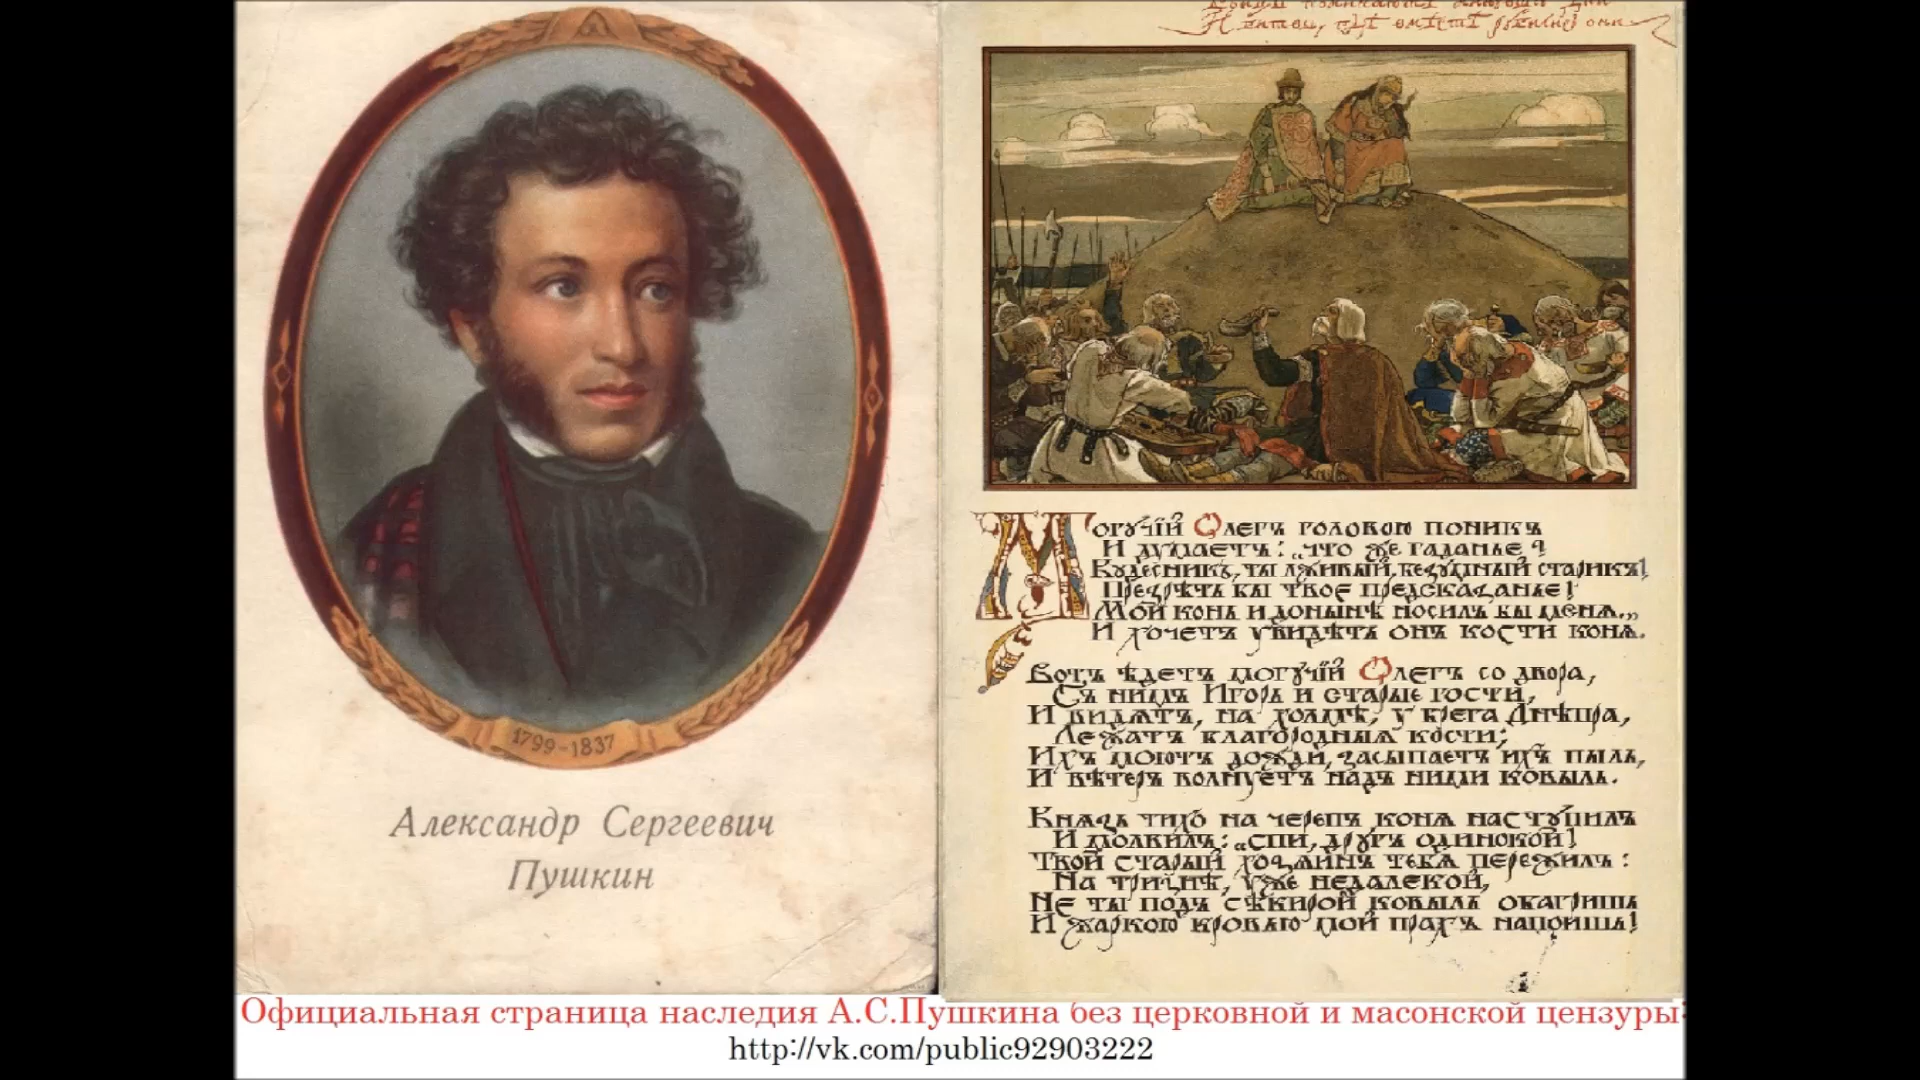 1799-1837
Александр Сергеевич
Пушкин
Могучій Олегъ головою поникъ
И думаетъ: „что же гаданье?
Кудесникъ, ты лживый, безумный старикъ!
Презрѣть бы твое предсказанье!
Мой конь и донынѣ носилъ бы меня.„
И хочетъ увидѣть онъ кости коня.
Вотъ ѣдетъ могучій Олегъ со двора,
Съ нимъ Игорь и старые гости,
И видятъ, на холмѣ, у брега Днѣпра,
Лежатъ благородныя кости;
Ихъ моютъ дожди, засыпаетъ ихъ пыль,
И вѣтеръ волнуетъ надъ ними ковыль.
Князь тихо на черепъ коня наступилъ
И молвилъ: „спи, другъ одинокой!
Твой старый хозяинъ тебя пережилъ:
На тризнѣ, уже недалекой,
Не ты подъ сѣкирой ковыль обагришь
И жаркою кровью мой прахъ напоишь!
Официальная страница наследия А.С.Пушкина без церковной и масонской цензуры:
http://vk.com/public92903222